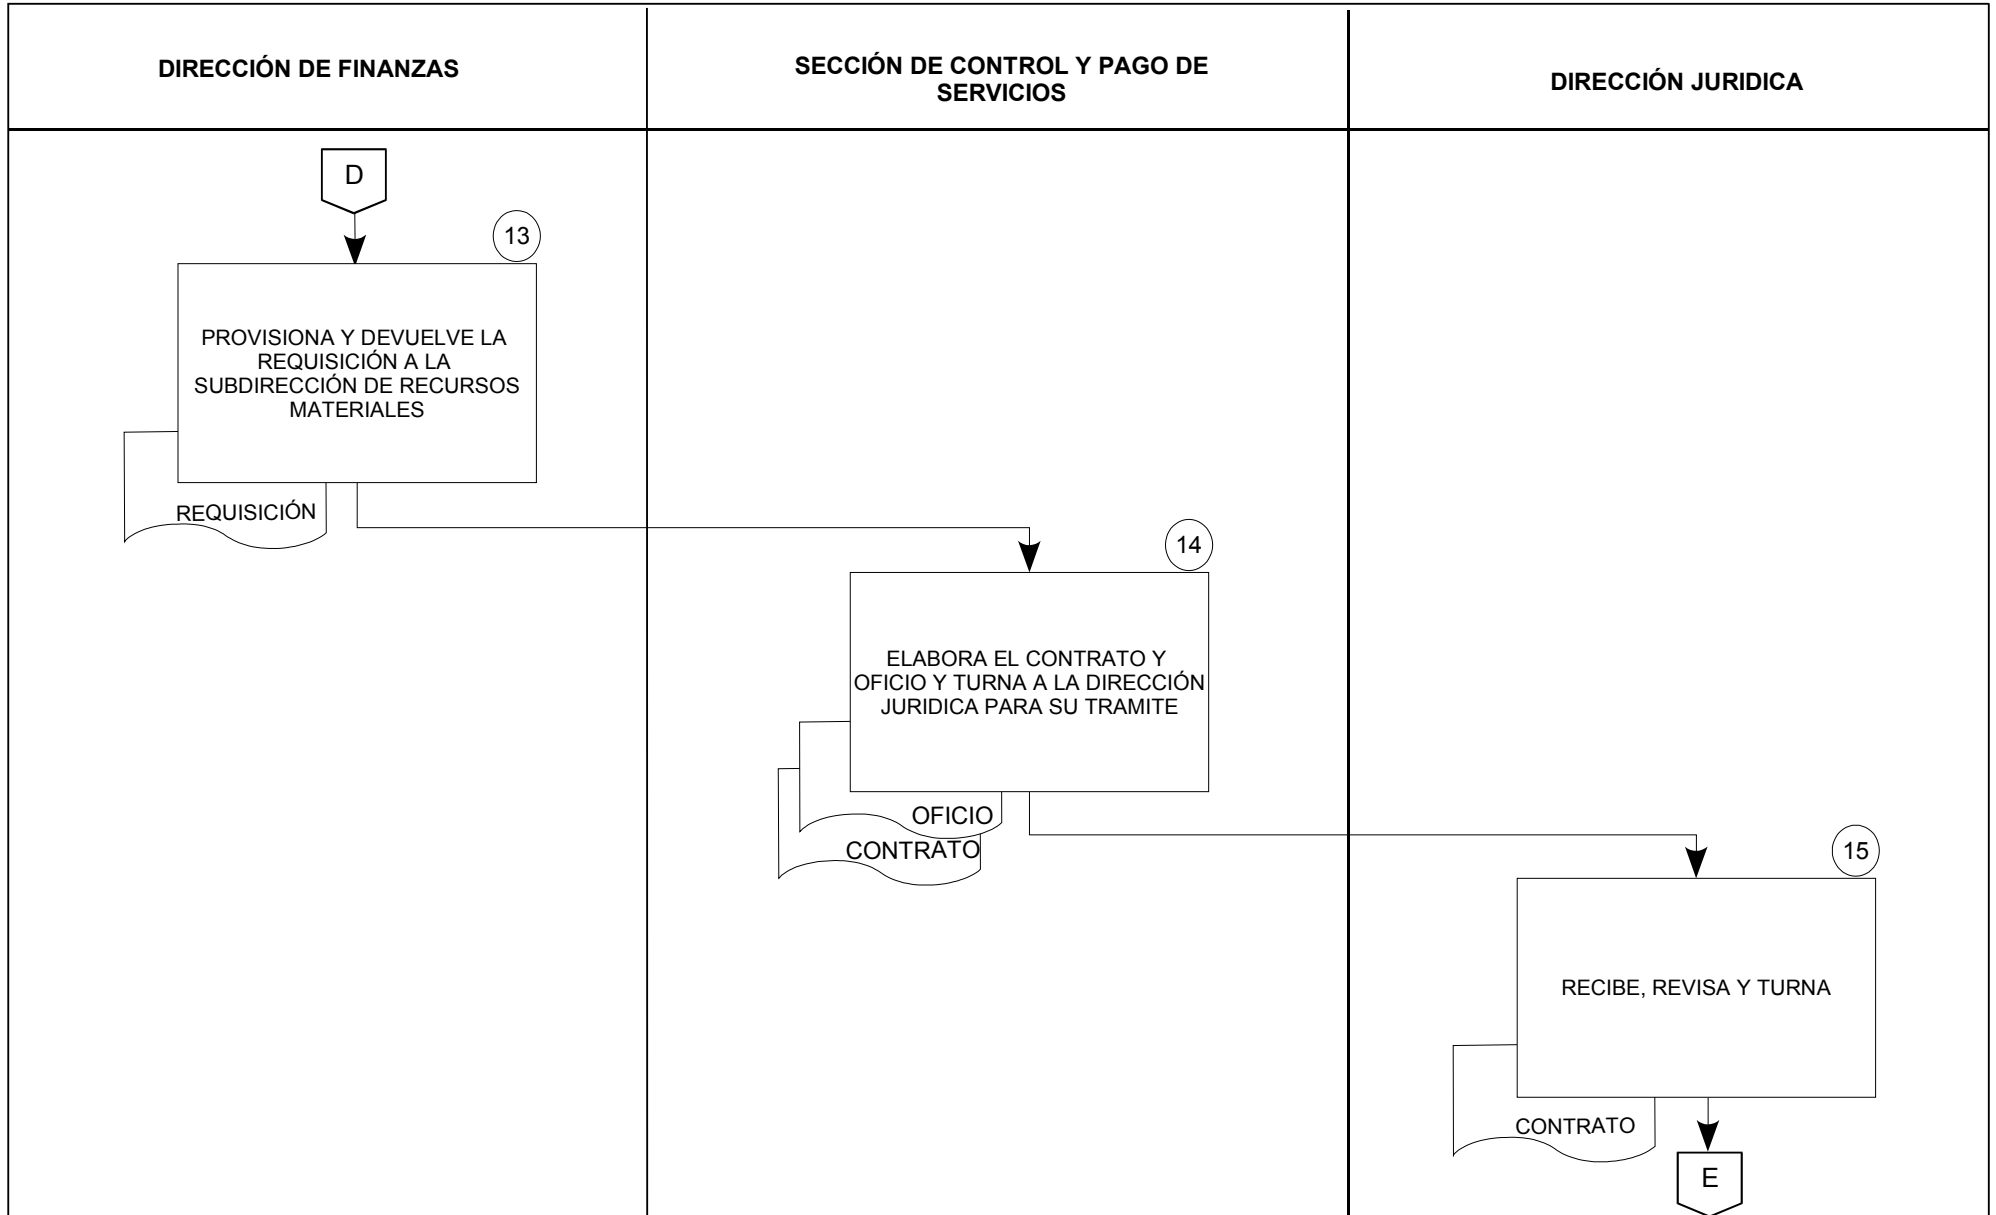 DIRECCIÓN DE FINANZAS
SECCIÓN DE CONTROL Y PAGO DE
SERVICIOS
DIRECCIÓN JURIDICA
D
13
PROVISIONA Y DEVUELVE LA
REQUISICIÓN A LA
SUBDIRECCIÓN DE RECURSOS
MATERIALES
REQUISICIÓN
14
ELABORA EL CONTRATO Y
OFICIO Y TURNA A LA DIRECCIÓN
JURIDICA PARA SU TRAMITE
OFICIO
CONTRATO
15
RECIBE, REVISA Y TURNA
CONTRATO
E